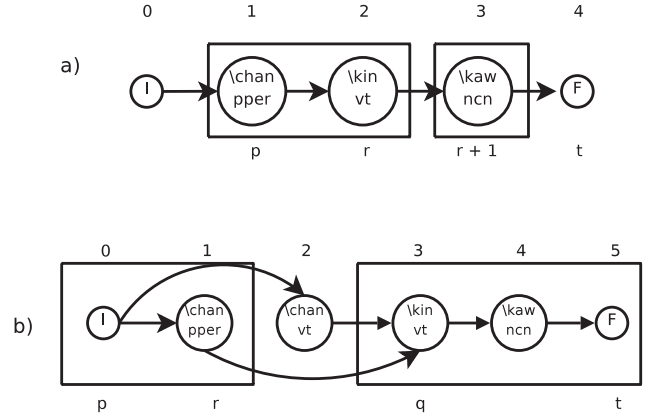 0 1 2 3 4
a)
I \chan pper \kin vt \kaw ncn F
p r r + 1 t
0 1 2 3 4 5
b)
I \chan pper \chan vt \kin vt \kaw ncn F
p r q t